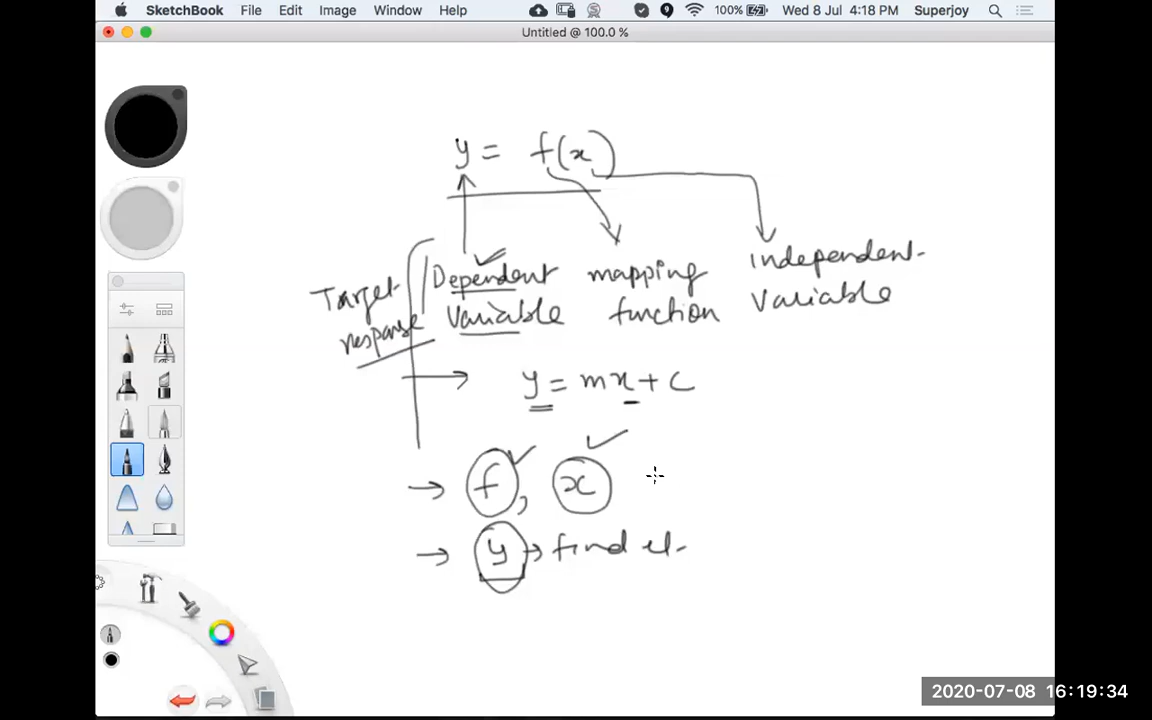 SketchBook File Edit Image Window Help 100% Wed 8 Jul 4:18 PM Superjoy
Untitled @ 100.0 %
y = f(x)
Target response
Dependent Variable
mapping function
independent Variable
→ y = mx + c
→ f, x
→ y → find it
2020-07-08 16:19:34